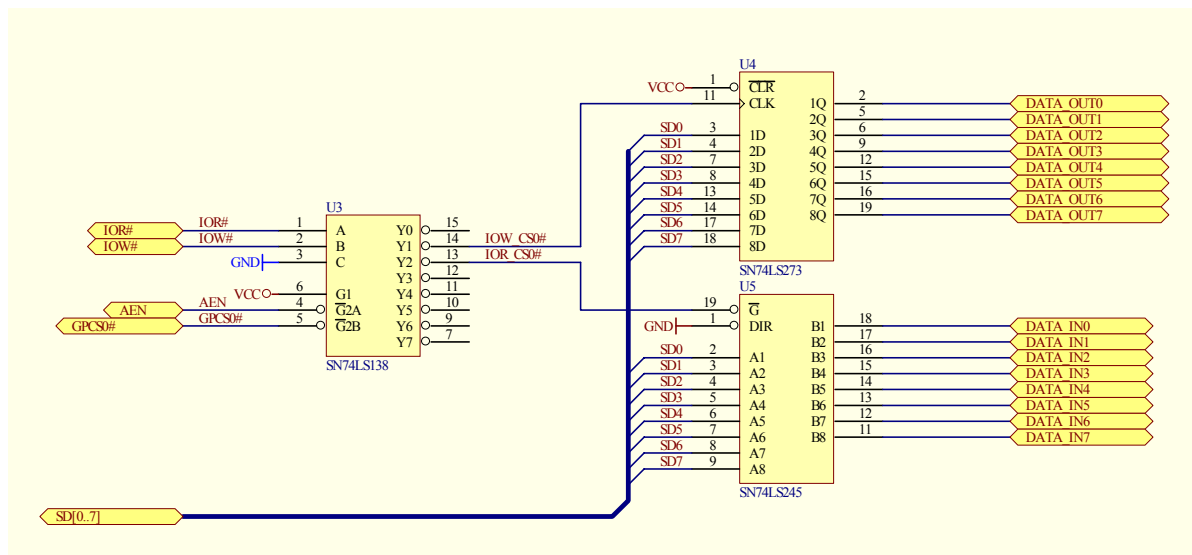 U4
VCC 1 CLR
11 CLK 1Q 2 DATA_OUT0
2Q 5 DATA_OUT1
SD0 3 1D 3Q 6 DATA_OUT2
SD1 4 2D 4Q 9 DATA_OUT3
SD2 7 3D 5Q 12 DATA_OUT4
SD3 8 4D 6Q 15 DATA_OUT5
SD4 13 5D 7Q 16 DATA_OUT6
SD5 14 6D 8Q 19 DATA_OUT7
SD6 17 7D
SD7 18 8D
SN74LS273
U3
IOR# IOR# 1 A Y0 15
IOW# IOW# 2 B Y1 14 IOW_CS0#
GND 3 C Y2 13 IOR_CS0#
Y3 12
VCC 6 G1 Y4 11
AEN AEN 4 G2A Y5 10
GPCS0# GPCS0# 5 G2B Y6 9
Y7 7
SN74LS138
U5
19 G
GND 1 DIR B1 18 DATA_IN0
B2 17 DATA_IN1
SD0 2 A1 B3 16 DATA_IN2
SD1 3 A2 B4 15 DATA_IN3
SD2 4 A3 B5 14 DATA_IN4
SD3 5 A4 B6 13 DATA_IN5
SD4 6 A5 B7 12 DATA_IN6
SD5 7 A6 B8 11 DATA_IN7
SD6 8 A7
SD7 9 A8
SN74LS245
SD[0..7]